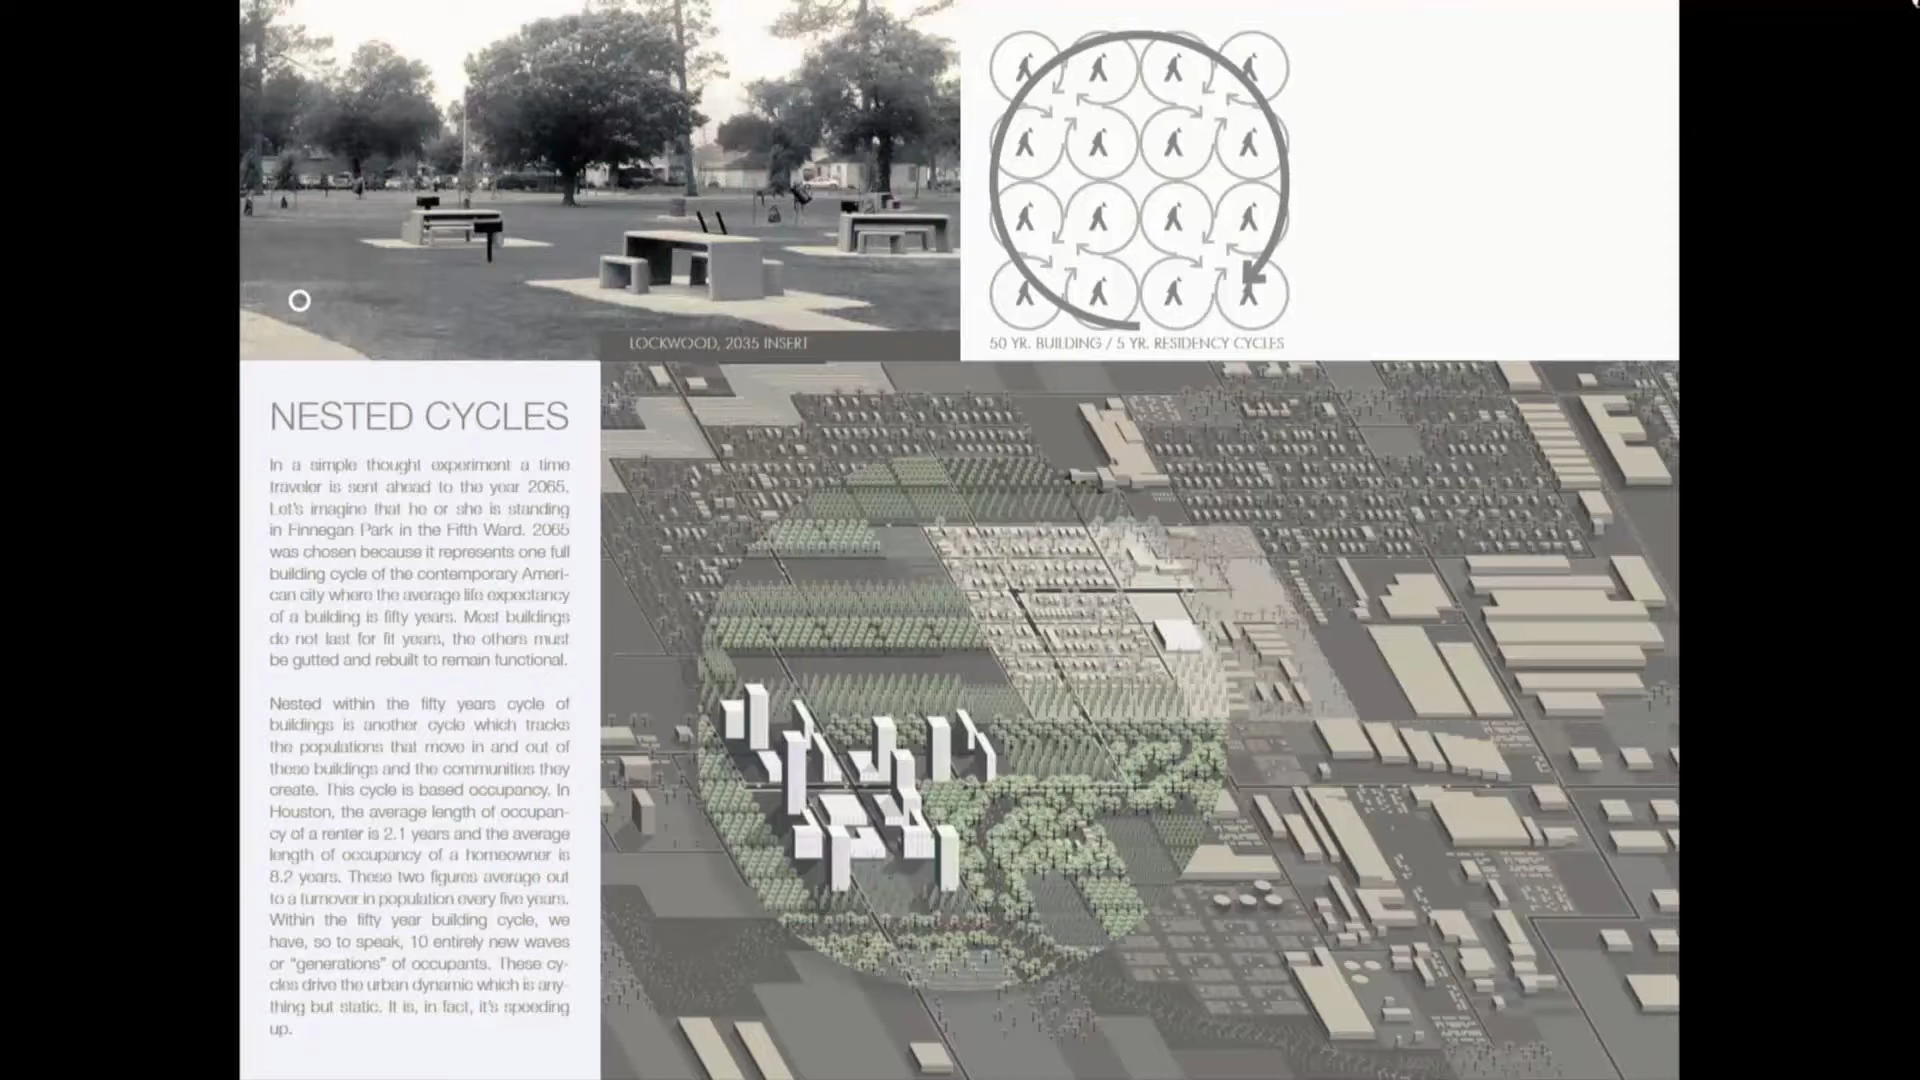 LOCKWOOD, 2035 INSERT
50 YR. BUILDING / 5 YR. RESIDENCY CYCLES
NESTED CYCLES
In a simple thought experiment a time
traveler is sent ahead to the year 2065.
Let's imagine that he or she is standing
in Finnegan Park in the Fifth Ward. 2065
was chosen because it represents one full
building cycle of the contemporary Ameri-
can city where the average life expectancy
of a building is fifty years. Most buildings
do not last for fit years, the others must
be gutted and rebuilt to remain functional.
Nested within the fifty years cycle of
buildings is another cycle which tracks
the populations that move in and out of
these buildings and the communities they
create. This cycle is based occupancy. In
Houston, the average length of occupan-
cy of a renter is 2.1 years and the average
length of occupancy of a homeowner is
8.2 years. These two figures average out
to a turnover in population every five years.
Within the fifty year building cycle, we
have, so to speak, 10 entirely new waves
or "generations" of occupants. These cy-
cles drive the urban dynamic which is any-
thing but static. It is, in fact, it's speeding
up.